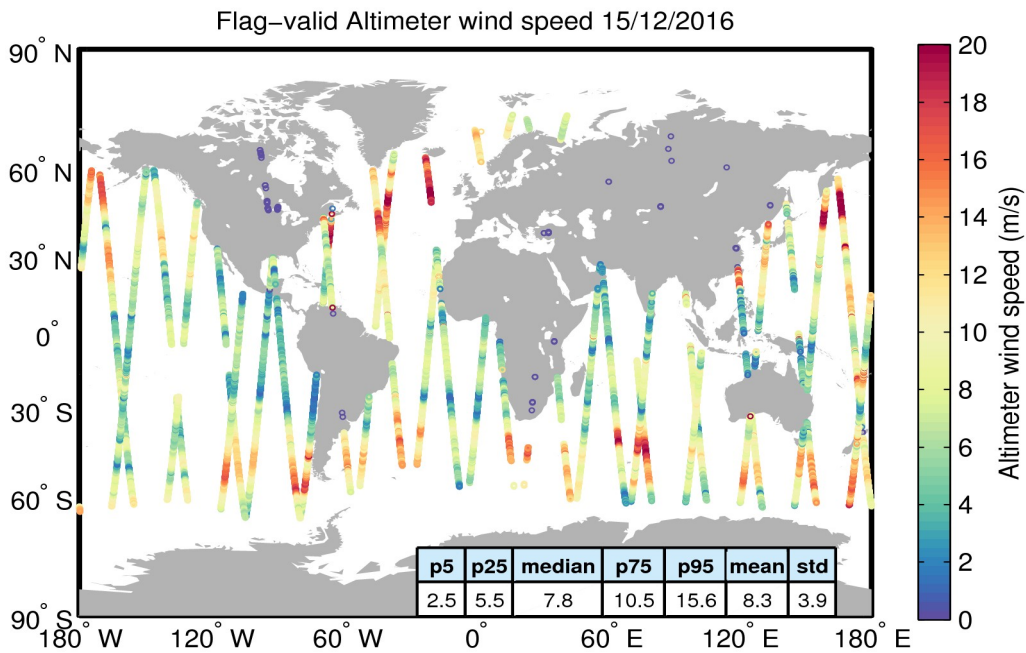 Flag−valid Altimeter wind speed 15/12/2016
90° N
60° N
30° N
0°
30° S
60° S
90° S
180° W
120° W
60° W
0°
60° E
120° E
180° E
p5 p25 median p75 p95 mean std
2.5 5.5 7.8 10.5 15.6 8.3 3.9
20
18
16
14
12
10
8
6
4
2
0
Altimeter wind speed (m/s)